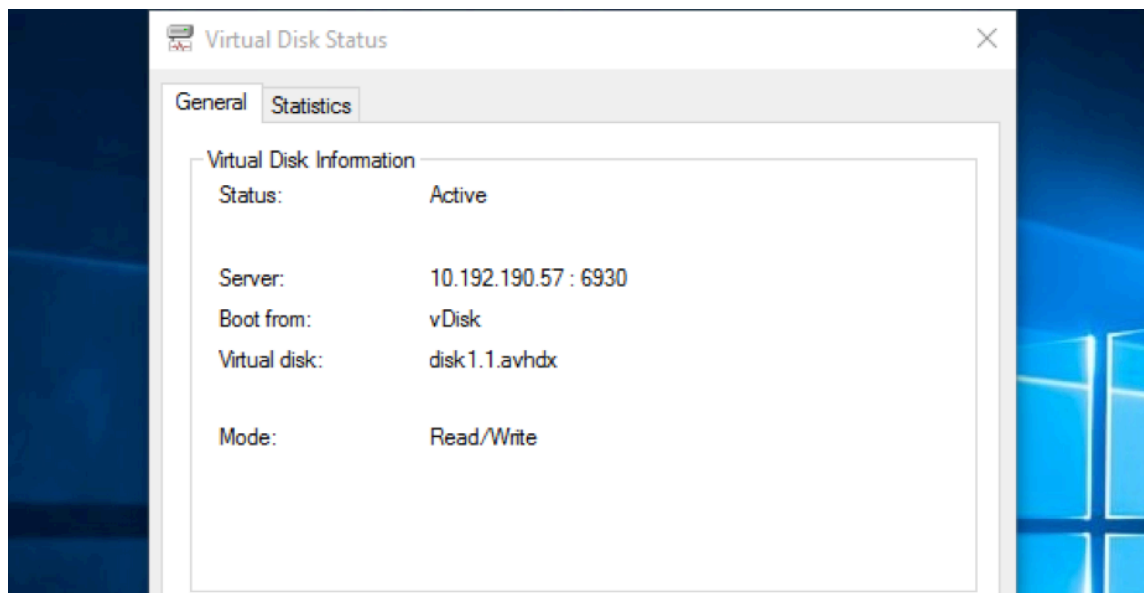 Virtual Disk Status
General Statistics
Virtual Disk Information
Status: Active
Server: 10.192.190.57 : 6930
Boot from: vDisk
Virtual disk: disk1.1.avhdx
Mode: Read/Write